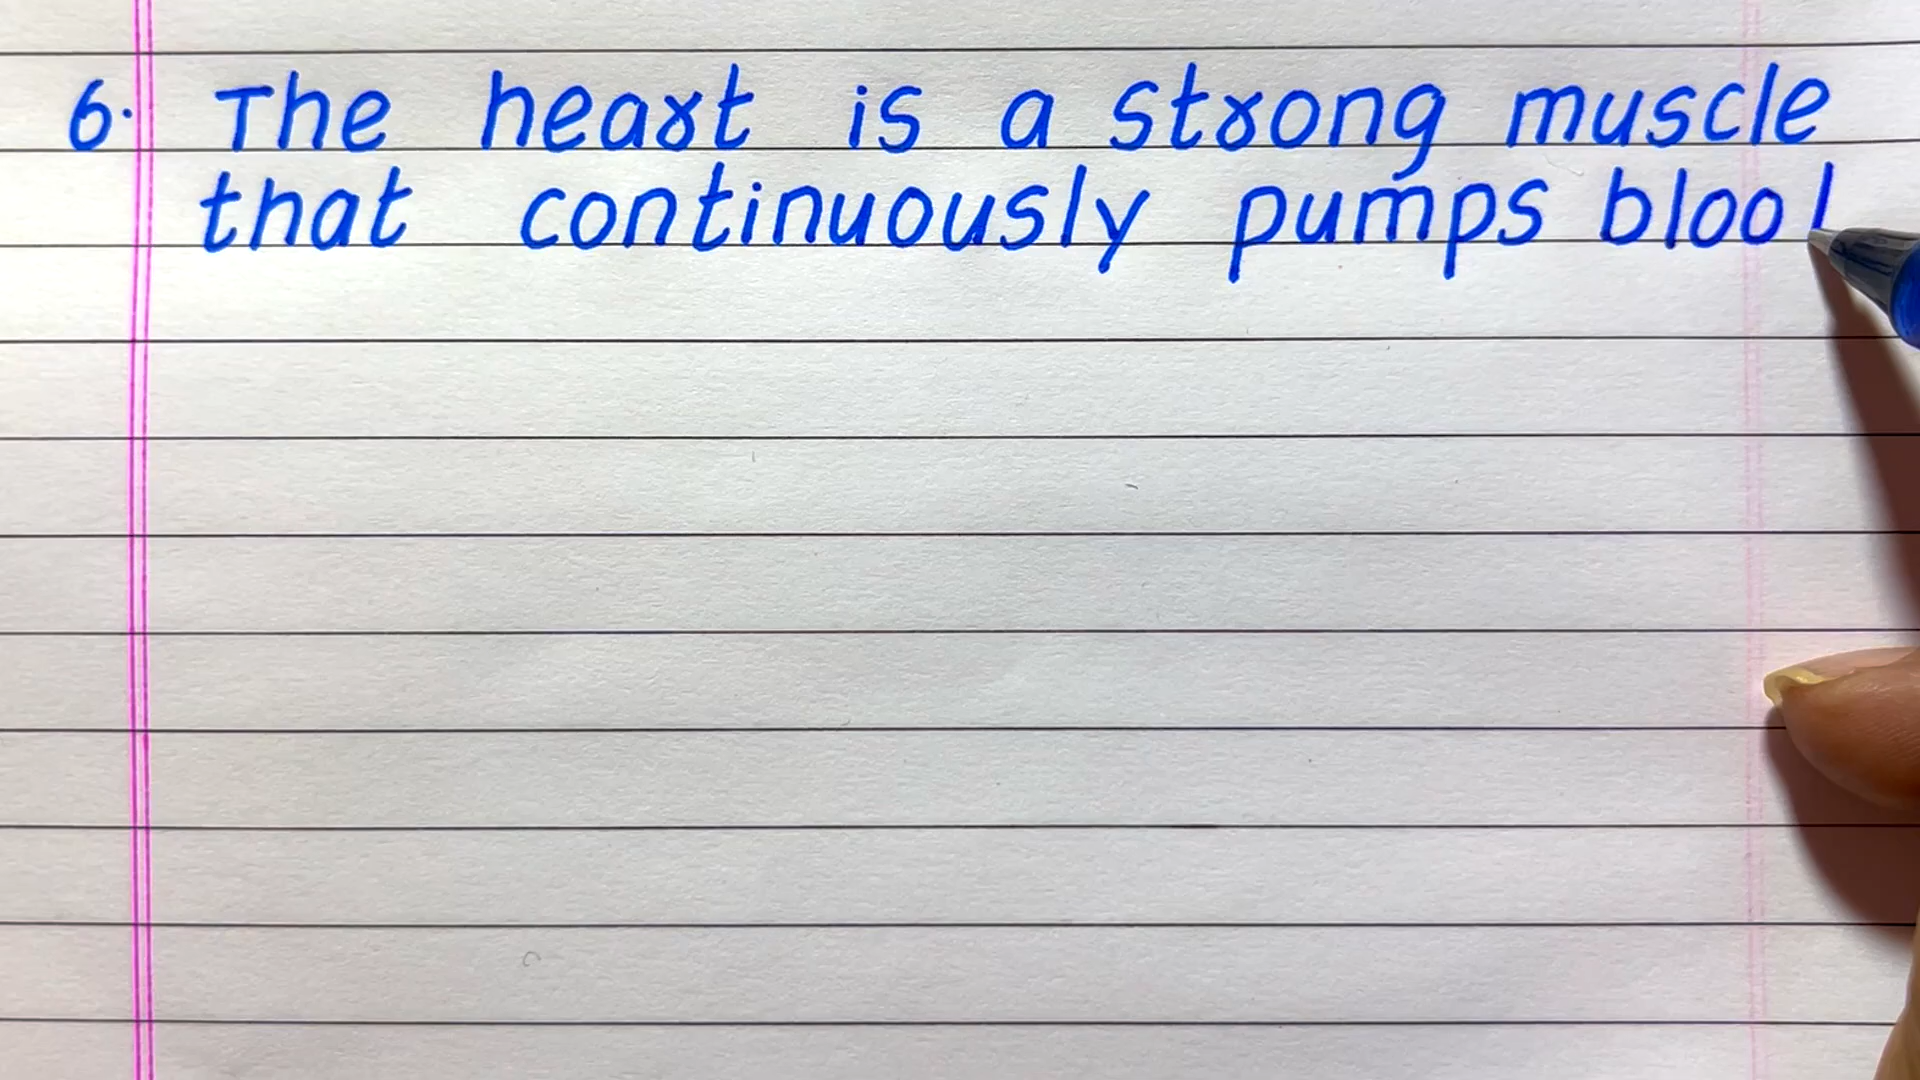 6. The heart is a strong muscle
that continuously pumps bloo